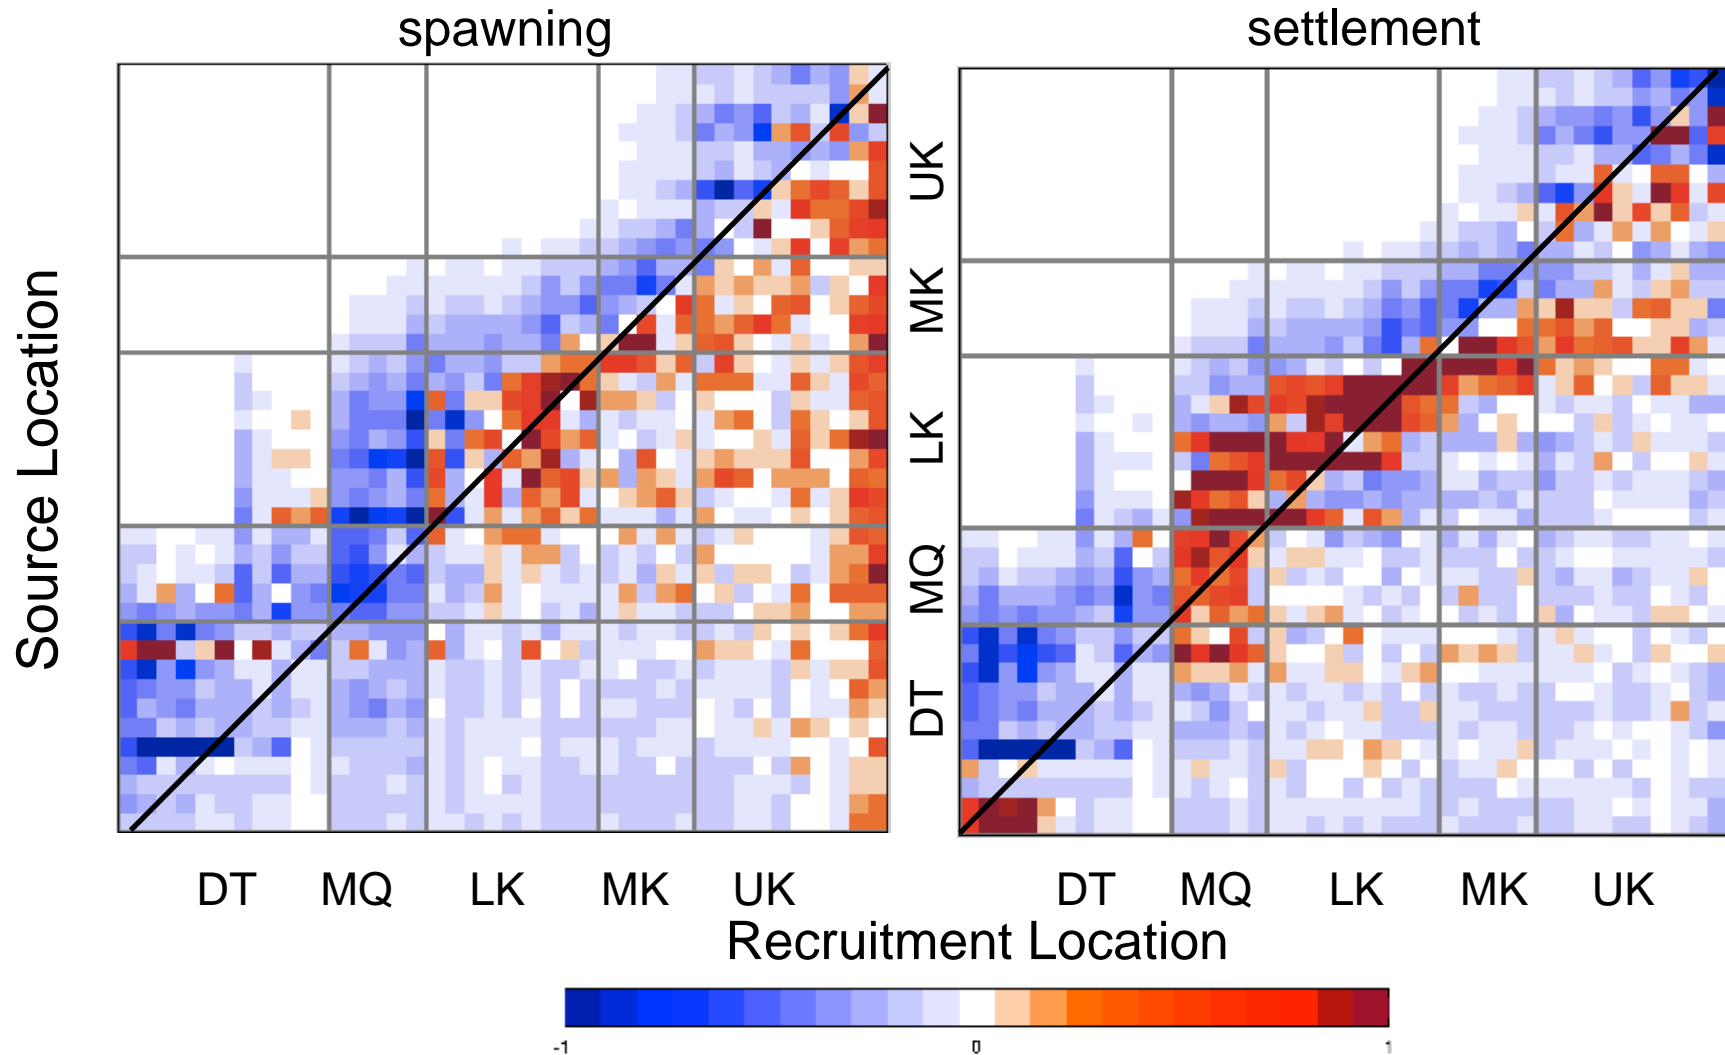 spawning
settlement
Source Location
UK
MK
LK
MQ
DT
DT MQ LK MK UK
DT MQ LK MK UK
Recruitment Location
-1 0 1